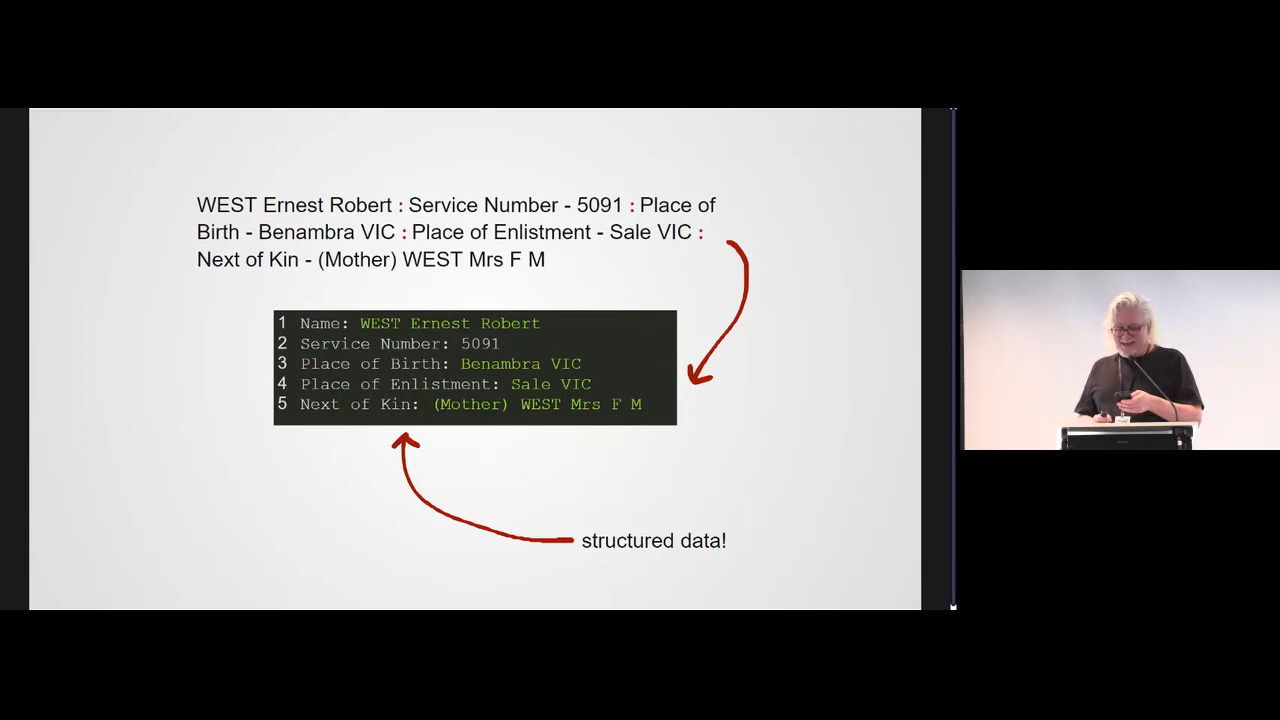 WEST Ernest Robert : Service Number - 5091 : Place of
Birth - Benambra VIC : Place of Enlistment - Sale VIC :
Next of Kin - (Mother) WEST Mrs F M
1 Name: WEST Ernest Robert
2 Service Number: 5091
3 Place of Birth: Benambra VIC
4 Place of Enlistment: Sale VIC
5 Next of Kin: (Mother) WEST Mrs F M
structured data!